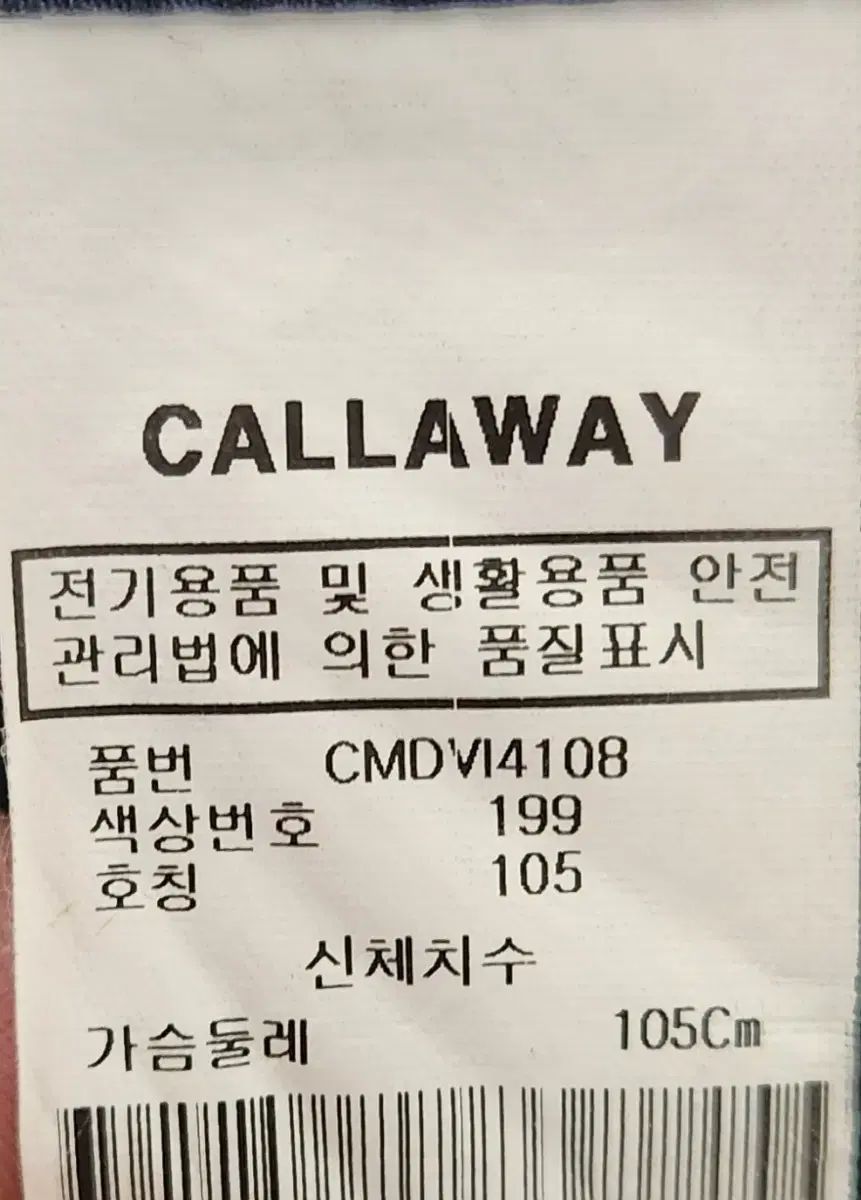 CALLAWAY
전기용품 및 생활용품 안전
관리법에 의한 품질표시
품번 CMDVI4108
색상번호 199
호칭 105
신체치수
가슴둘레 105Cm